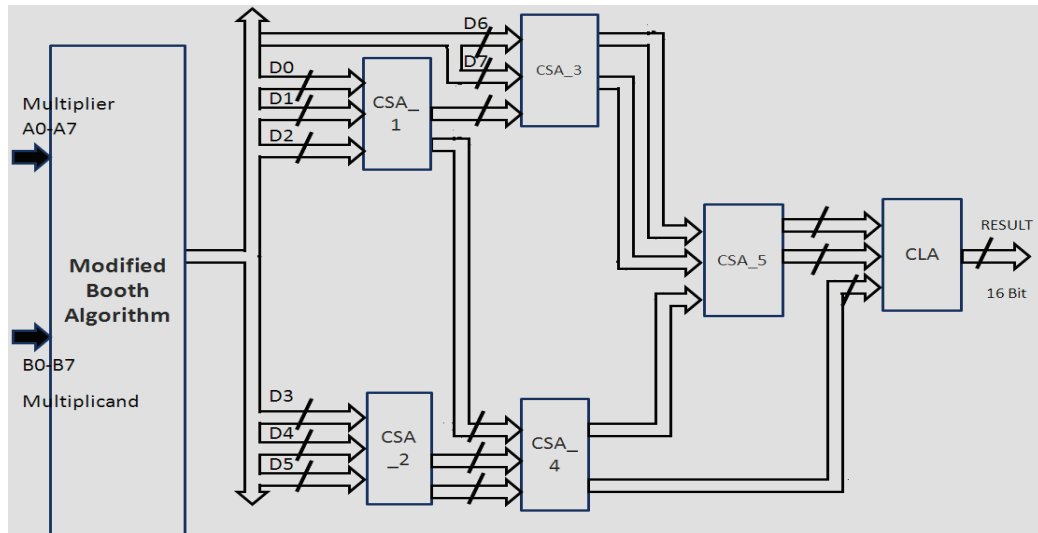 Multiplier
A0-A7
Modified
Booth
Algorithm
B0-B7
Multiplicand
D0
D1
D2
CSA_
1
D6
D7
CSA_3
D3
D4
D5
CSA
_2
CSA_
4
CSA_5
CLA
RESULT
16 Bit